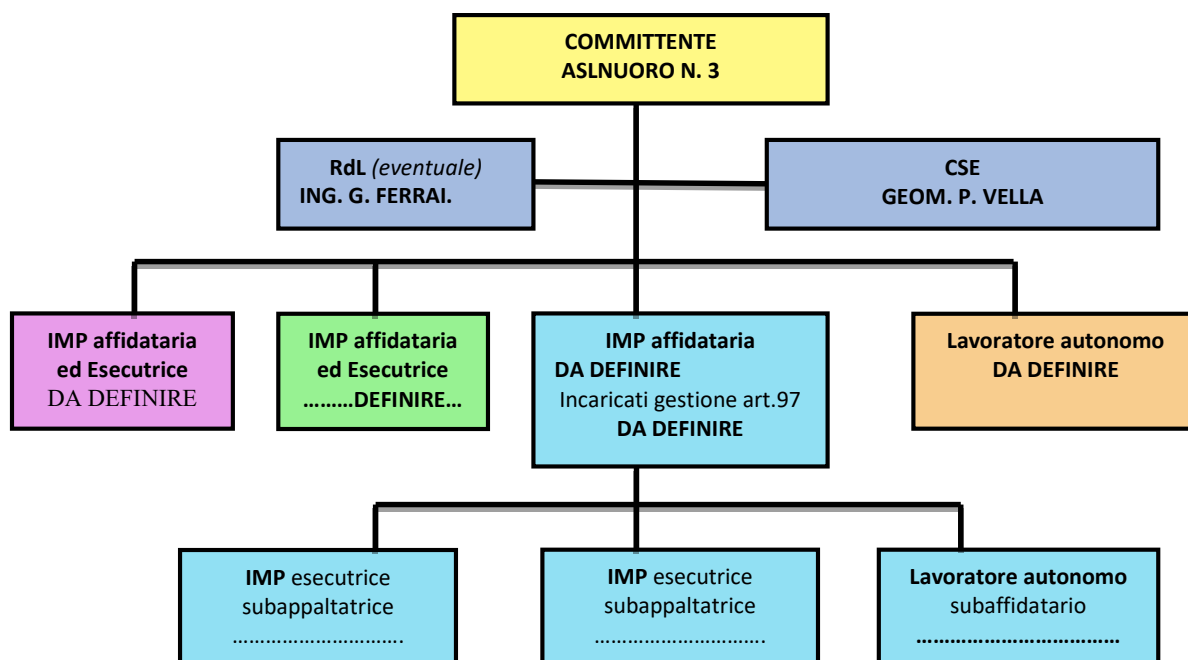 COMMITTENTE
ASLNUORO N. 3
RdL (eventuale)
ING. G. FERRAI.
CSE
GEOM. P. VELLA
IMP affidataria
ed Esecutrice
DA DEFINIRE
IMP affidataria
ed Esecutrice
………DEFINIRE…
IMP affidataria
DA DEFINIRE
Incaricati gestione art.97
DA DEFINIRE
Lavoratore autonomo
DA DEFINIRE
IMP esecutrice
subappaltatrice
……………………….
IMP esecutrice
subappaltatrice
……………………….
Lavoratore autonomo
subaffidatario
………………………………